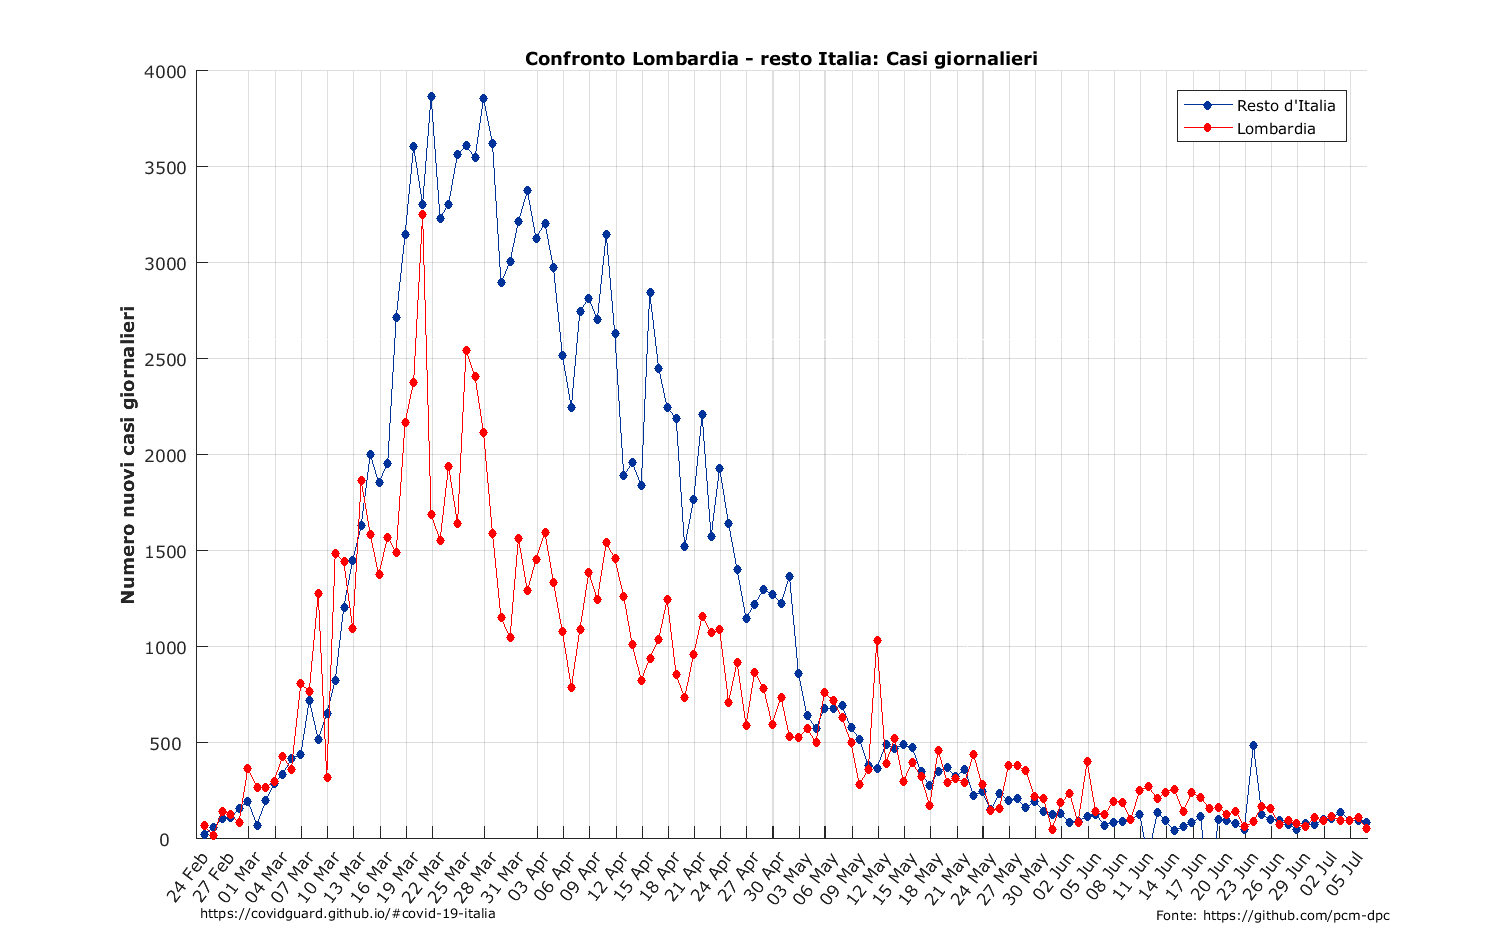 Confronto Lombardia - resto Italia: Casi giornalieri
4000
3500
3000
2500
2000
1500
1000
500
0
Numero nuovi casi giornalieri
Resto d'Italia
Lombardia
24 Feb
27 Feb
01 Mar
04 Mar
07 Mar
10 Mar
13 Mar
16 Mar
19 Mar
22 Mar
25 Mar
28 Mar
31 Mar
03 Apr
06 Apr
09 Apr
12 Apr
15 Apr
18 Apr
21 Apr
24 Apr
27 Apr
30 Apr
03 May
06 May
09 May
12 May
15 May
18 May
21 May
24 May
27 May
30 May
02 Jun
05 Jun
08 Jun
11 Jun
14 Jun
17 Jun
20 Jun
23 Jun
26 Jun
29 Jun
02 Jul
05 Jul
https://covidguard.github.io/#covid-19-italia
Fonte: https://github.com/pcm-dpc